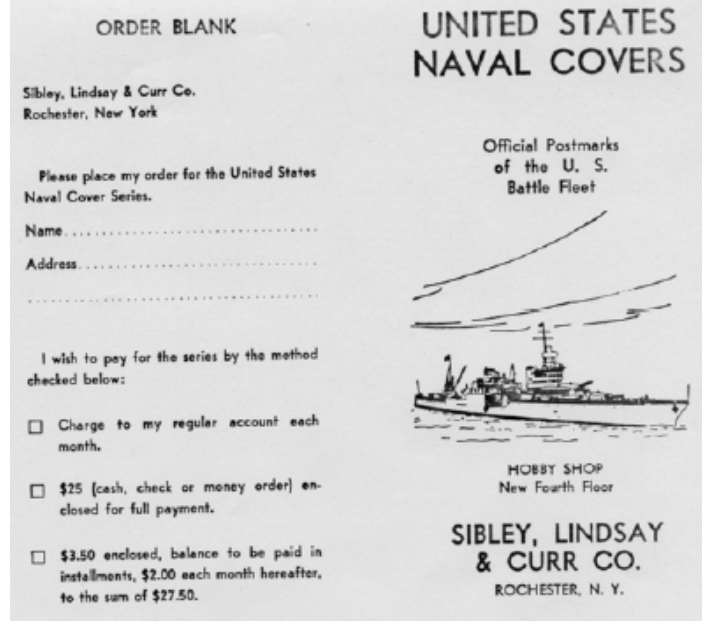 ORDER BLANK
Sibley, Lindsay & Curr Co.
Rochester, New York
Please place my order for the United States
Naval Cover Series.
Name
Address
I wish to pay for the series by the method
checked below:
Charge to my regular account each
month.
$25 (cash, check or money order) en-
closed for full payment.
$3.50 enclosed, balance to be paid in
installments, $2.00 each month hereafter,
to the sum of $27.50.
UNITED STATES
NAVAL COVERS
Official Postmarks
of the U. S.
Battle Fleet
HOBBY SHOP
New Fourth Floor
SIBLEY, LINDSAY
& CURR CO.
ROCHESTER, N. Y.